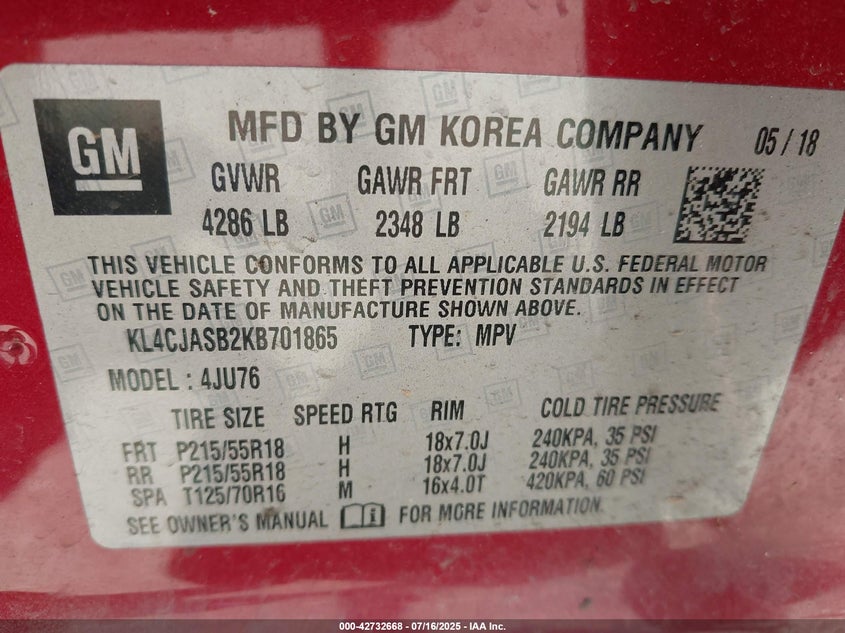 GM MFD BY GM KOREA COMPANY 05/18
GVWR GAWR FRT GAWR RR
4286 LB 2348 LB 2194 LB
THIS VEHICLE CONFORMS TO ALL APPLICABLE U.S. FEDERAL MOTOR
VEHICLE SAFETY AND THEFT PREVENTION STANDARDS IN EFFECT
ON THE DATE OF MANUFACTURE SHOWN ABOVE.
KL4CJASB2KB701865 TYPE: MPV
MODEL : 4JU76
TIRE SIZE SPEED RTG RIM COLD TIRE PRESSURE
FRT P215/55R18 H 18x7.0J 240KPA, 35 PSI
RR P215/55R18 H 18x7.0J 240KPA, 35 PSI
SPA T125/70R16 M 16x4.0T 420KPA, 60 PSI
SEE OWNER'S MANUAL i FOR MORE INFORMATION.
000-42732668 - 07/16/2025 - IAA Inc.